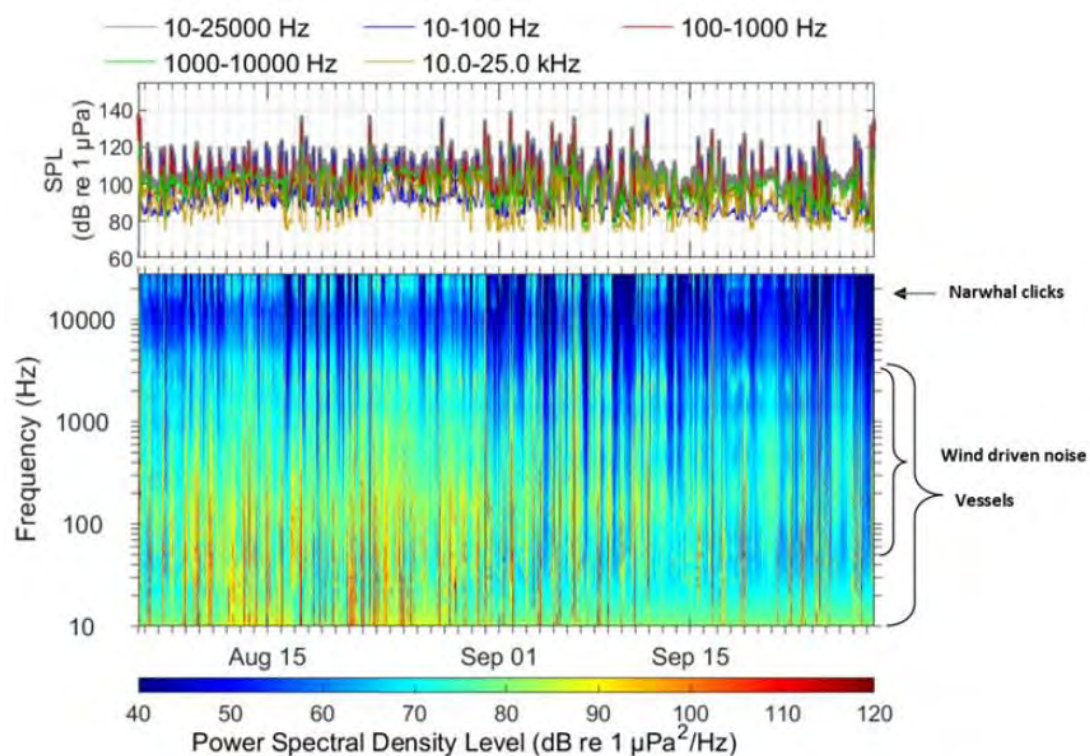 10-25000 Hz 10-100 Hz 100-1000 Hz
1000-10000 Hz 10.0-25.0 kHz
140
120
100
80
60
SPL
(dB re 1 µPa)
10000
1000
100
10
Frequency (Hz)
Narwhal clicks
Wind driven noise
Vessels
Aug 15 Sep 01 Sep 15
40 50 60 70 80 90 100 110 120
Power Spectral Density Level (dB re 1 µPa²/Hz)